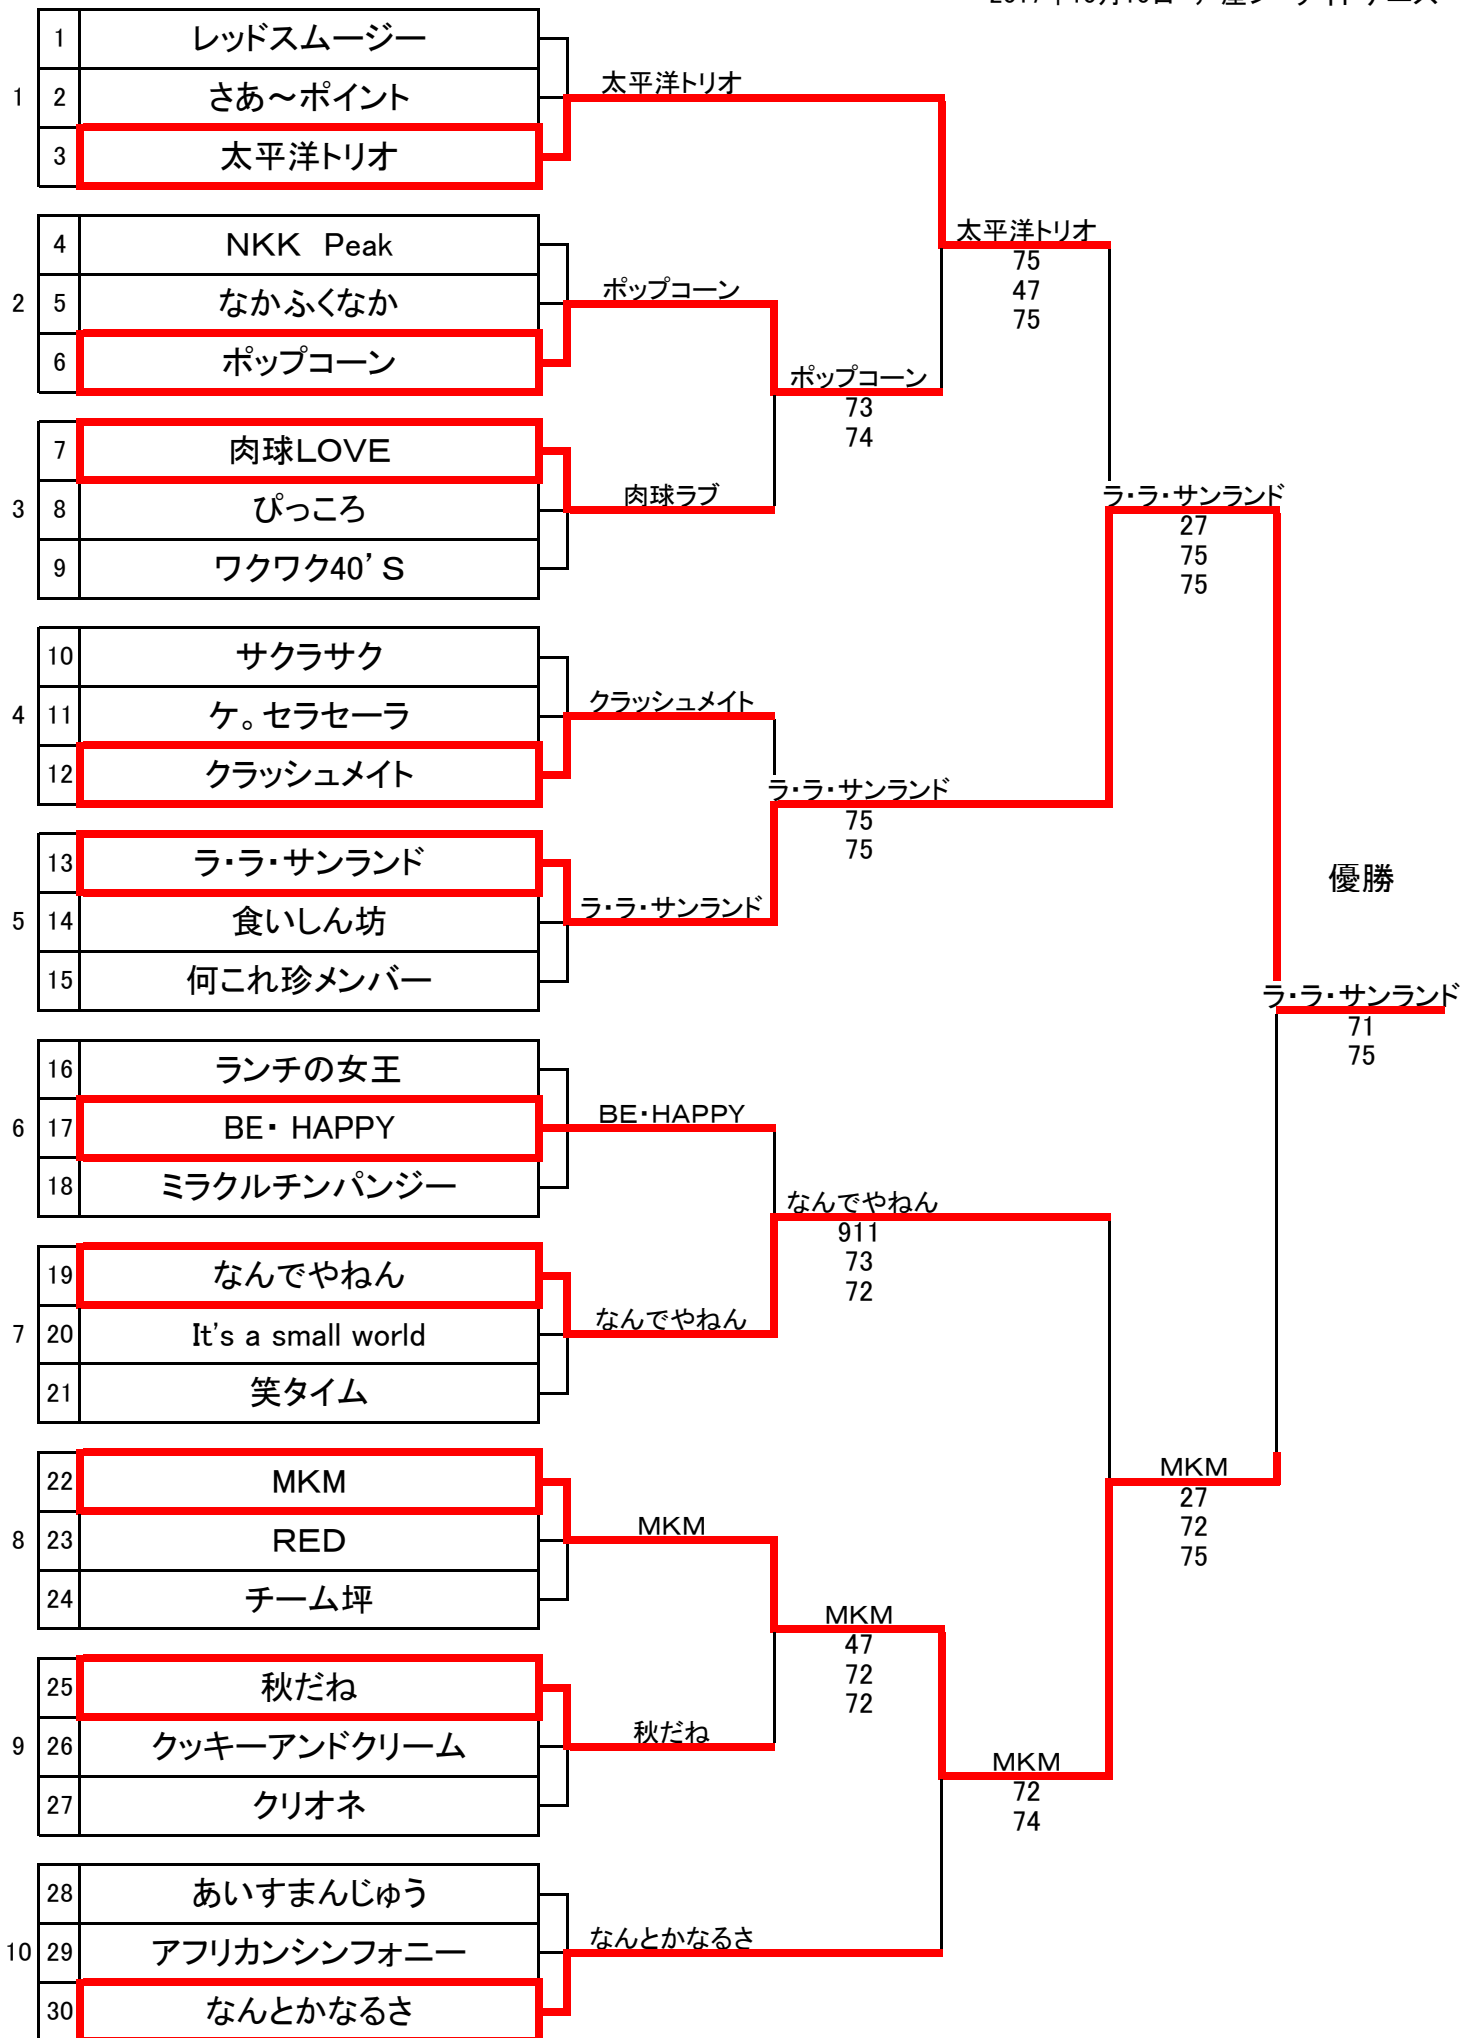 1 レッドスムージー
1 2 さあ～ポイント
太平洋トリオ
3 太平洋トリオ
4 NKK Peak
太平洋トリオ
75
47
75
2 5 なかふくなか
ポップコーン
6 ポップコーン
ポップコーン
73
74
7 肉球LOVE
3 8 ぴっころ
肉球ラブ
9 ワクワク40'S
ラ・ラ・サンランド
27
75
75
10 サクラサク
4 11 ケ。セラセーラ
クラッシュメイト
12 クラッシュメイト
ラ・ラ・サンランド
75
75
13 ラ・ラ・サンランド
5 14 食いしん坊
ラ・ラ・サンランド
15 何これ珍メンバー
優勝
ラ・ラ・サンランド
71
75
16 ランチの女王
6 17 BE・ HAPPY
BE・HAPPY
18 ミラクルチンパンジー
なんでやねん
911
73
72
19 なんでやねん
7 20 It's a small world
なんでやねん
21 笑タイム
22 MKM
MKM
27
72
75
8 23 RED
MKM
24 チーム坪
MKM
47
72
72
25 秋だね
9 26 クッキーアンドクリーム
秋だね
27 クリオネ
MKM
72
74
28 あいすまんじゅう
10 29 アフリカンシンフォニー
なんとかなるさ
30 なんとかなるさ